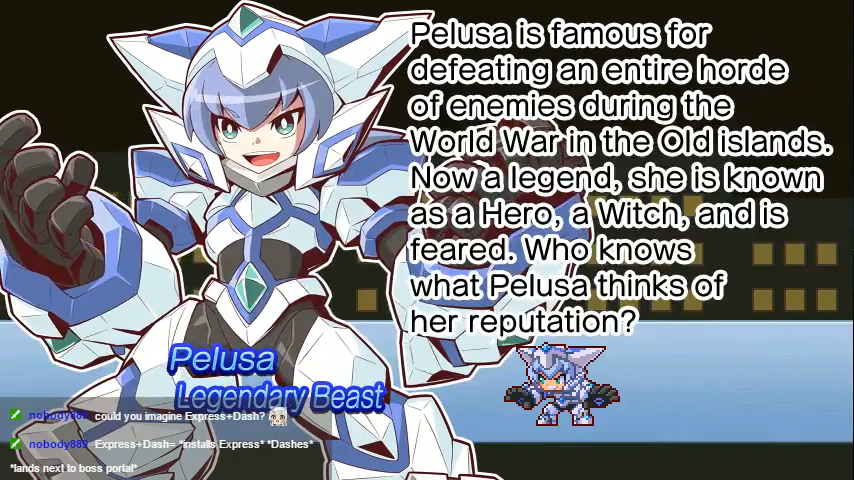 Pelusa is famous for
defeating an entire horde
of enemies during the
World War in the Old islands.
Now a legend, she is known
as a Hero, a Witch, and is
feared. Who knows
what Pelusa thinks of
her reputation?
Pelusa
Legendary Beast
could you imagine Express+Dash?
nobody889 Express+Dash= *installs Express* *Dashes*
*lands next to boss portal*